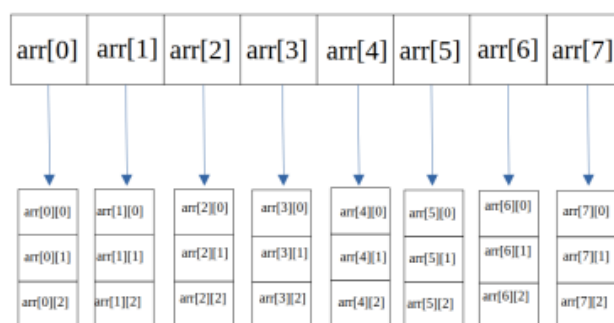 arr[0] arr[1] arr[2] arr[3] arr[4] arr[5] arr[6] arr[7]
arr[0][0] arr[1][0] arr[2][0] arr[3][0] arr[4][0] arr[5][0] arr[6][0] arr[7][0]
arr[0][1] arr[1][1] arr[2][1] arr[3][1] arr[4][1] arr[5][1] arr[6][1] arr[7][1]
arr[0][2] arr[1][2] arr[2][2] arr[3][2] arr[4][2] arr[5][2] arr[6][2] arr[7][2]